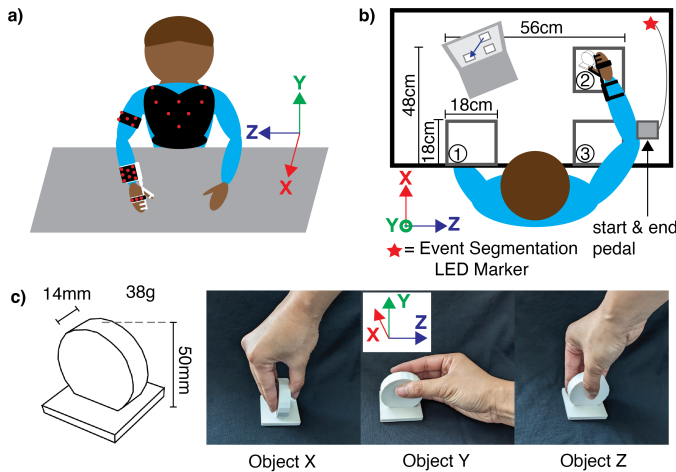 a)
Y
Z
X
b)
56cm
48cm
18cm
18cm
1
2
3
X
Y
Z
start & end
pedal
★= Event Segmentation
LED Marker
c)
14mm
38g
50mm
Y
X
Z
Object X
Object Y
Object Z